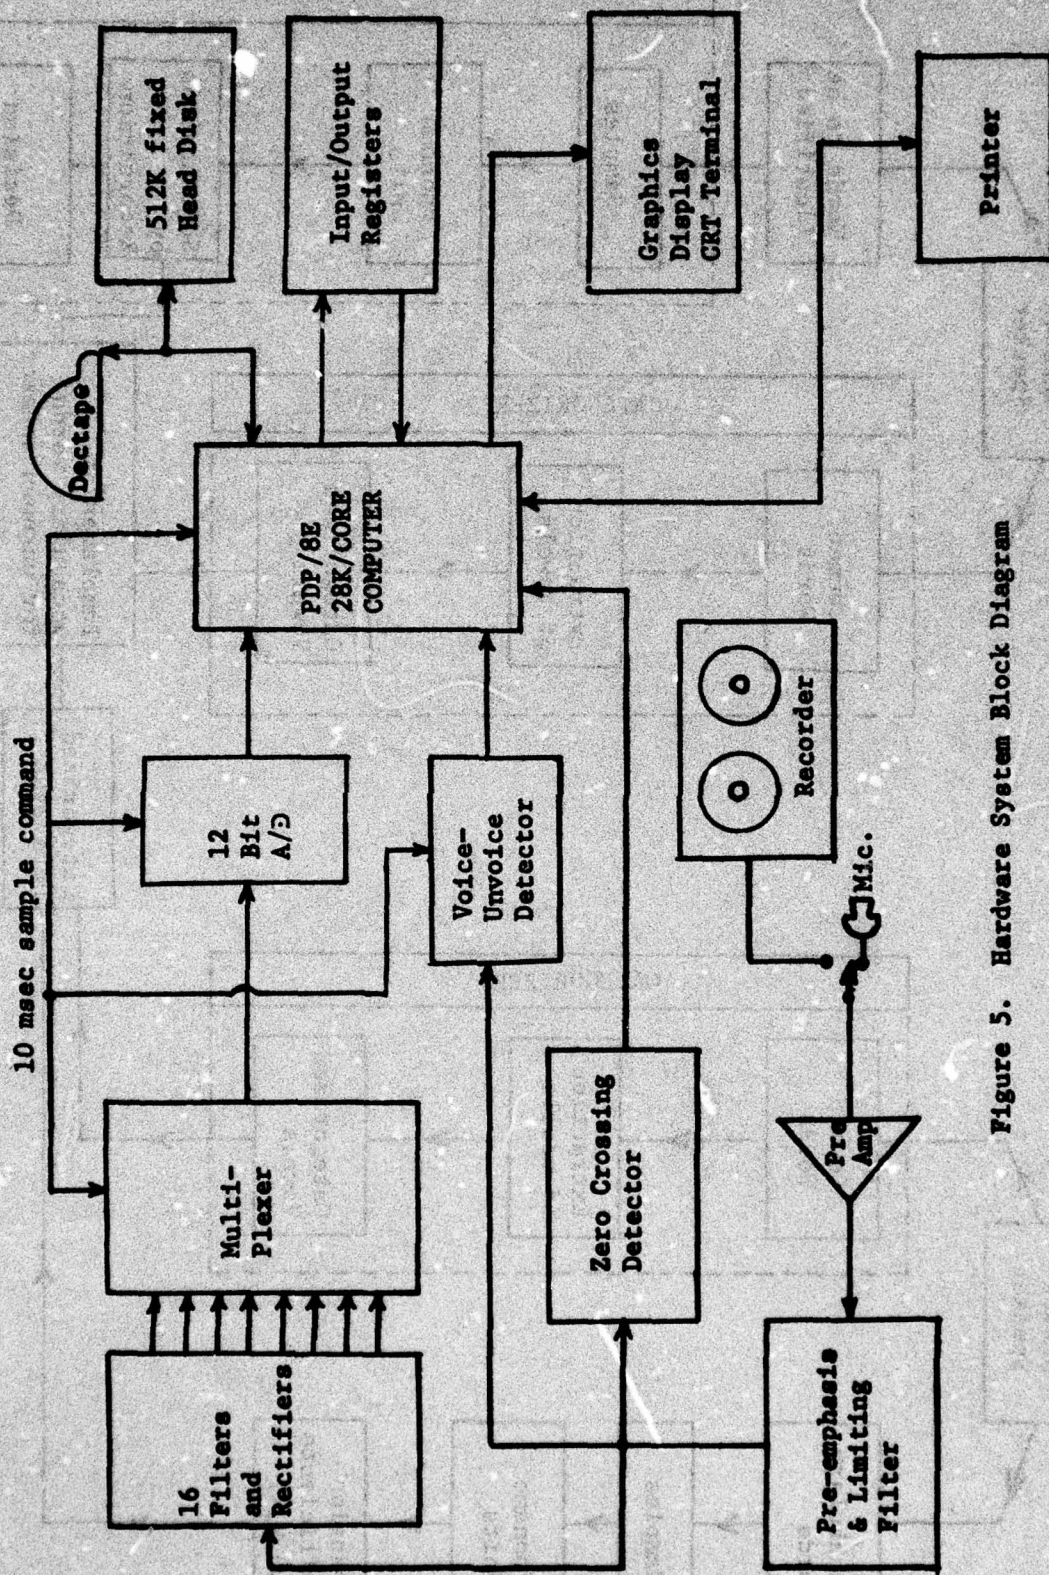 10 msec sample command
16
Filters
and
Rectifiers
Multi-
Plexer
12
Bit
A/D
Dectape
512K fixed
Head Disk
PDP/8E
28K/CORE
COMPUTER
Input/Output
Registers
Voice-
Unvoice
Detector
Graphics
Display
CRT Terminal
Zero Crossing
Detector
Recorder
Mic.
Pre
Amp
Pre-emphasis
& Limiting
Filter
Printer
Figure 5. Hardware System Block Diagram